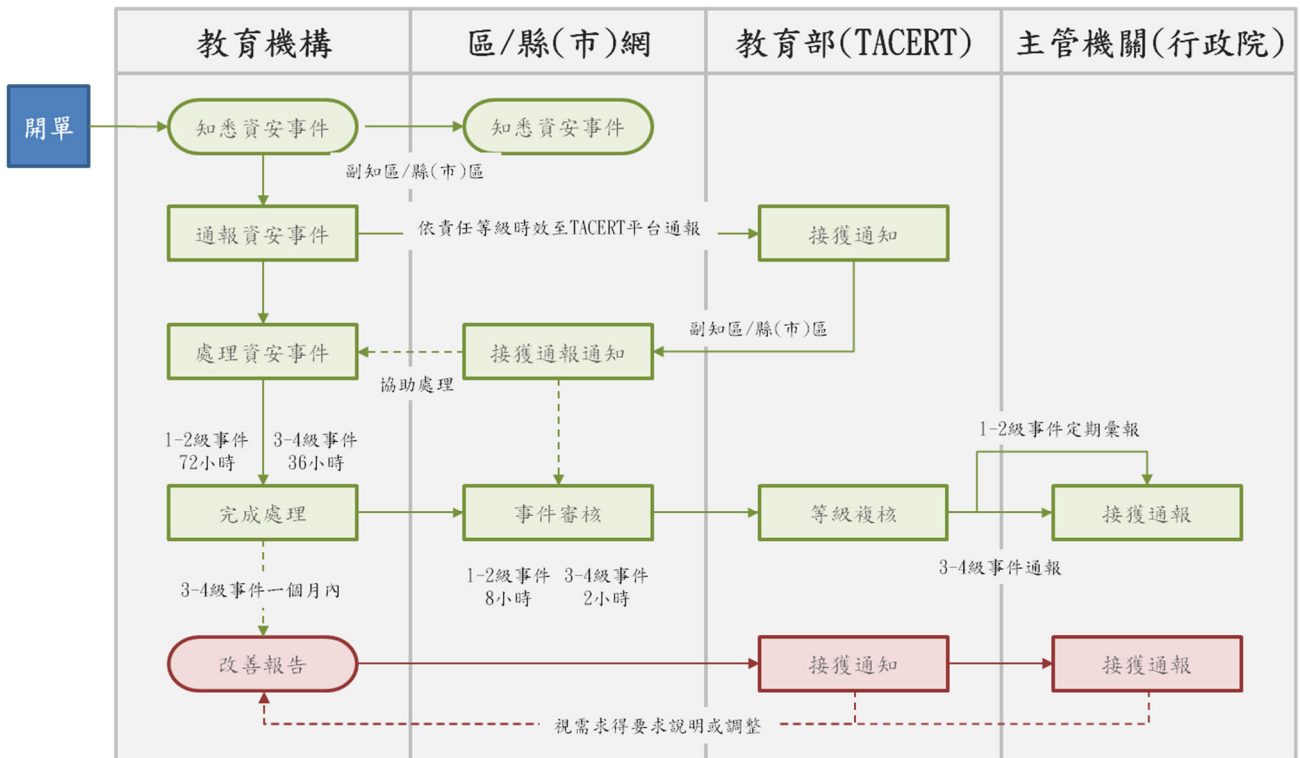 教育機構
區/縣(市)網
教育部(TACERT)
主管機關(行政院)
開單
知悉資安事件
知悉資安事件
副知區/縣(市)區
通報資安事件
依責任等級時效至TACERT平台通報
接獲通知
副知區/縣(市)區
處理資安事件
接獲通報通知
協助處理
1-2級事件
72小時
3-4級事件
36小時
1-2級事件定期彙報
完成處理
事件審核
等級複核
接獲通報
3-4級事件通報
3-4級事件一個月內
1-2級事件
8小時
3-4級事件
2小時
改善報告
接獲通知
接獲通報
視需求得要求說明或調整